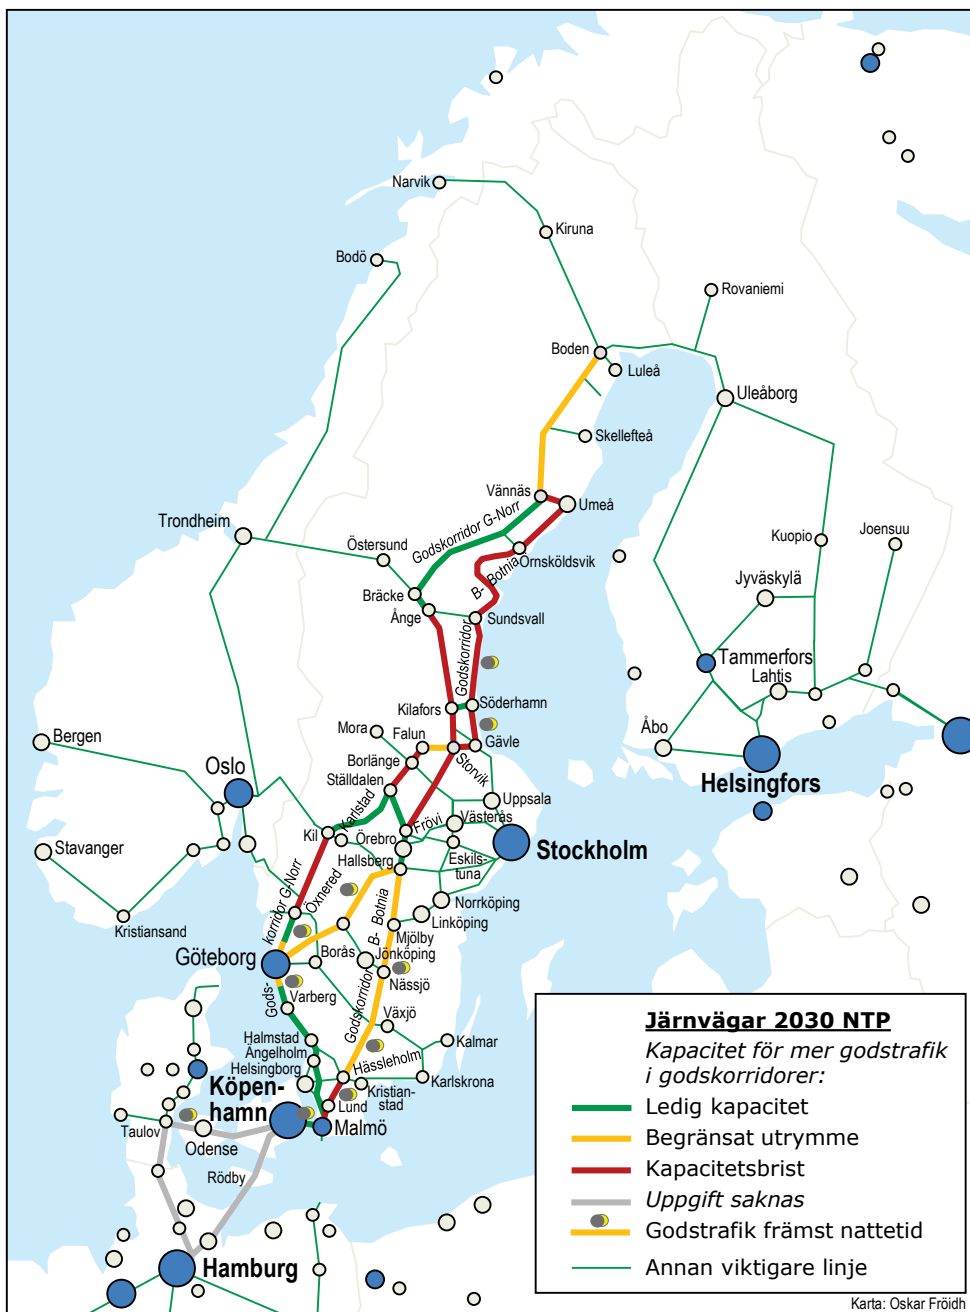 Narvik
Kiruna
Bodö
Rovaniemi
Boden
Luleå
Uleåborg
Skellefteå
Vännäs
Umeå
Godskorridor G-Norr
Trondheim
Östersund
Örnsköldsvik
Kuopio
Joensuu
B- Botnia
Bräcke
Jyväskylä
Ånge
Sundsvall
Godskorridor
Tammerfors
Lahtis
Kilafors
Söderhamn
Mora
Falun
Gävle
Åbo
Bergen
Borlänge
Storvik
Oslo
Helsingfors
Ställdalen
Uppsala
Karlstad
Frövi
Västerås
Kil
Örebro
Stockholm
Stavanger
Hallsberg
Eskils-
tuna
korridor G-Norr
Öxnered
Norrköping
Linköping
Kristiansand
B- Botnia
Mjölby
Göteborg
Borås
Jönköping
Nässjö
Gods-
Varberg
Godskorridor
Växjö
Halmstad
Kalmar
Ängelholm
Helsingborg
Hässleholm
Karlskrona
Köpen-
hamn
Kristian-
stad
Lund
Taulov
Malmö
Odense
Rödby
Hamburg
Järnvägar 2030 NTP
Kapacitet för mer godstrafik
i godskorridorer:
Ledig kapacitet
Begränsat utrymme
Kapacitetsbrist
Uppgift saknas
Godstrafik främst nattetid
Annan viktigare linje
Karta: Oskar Fröidh